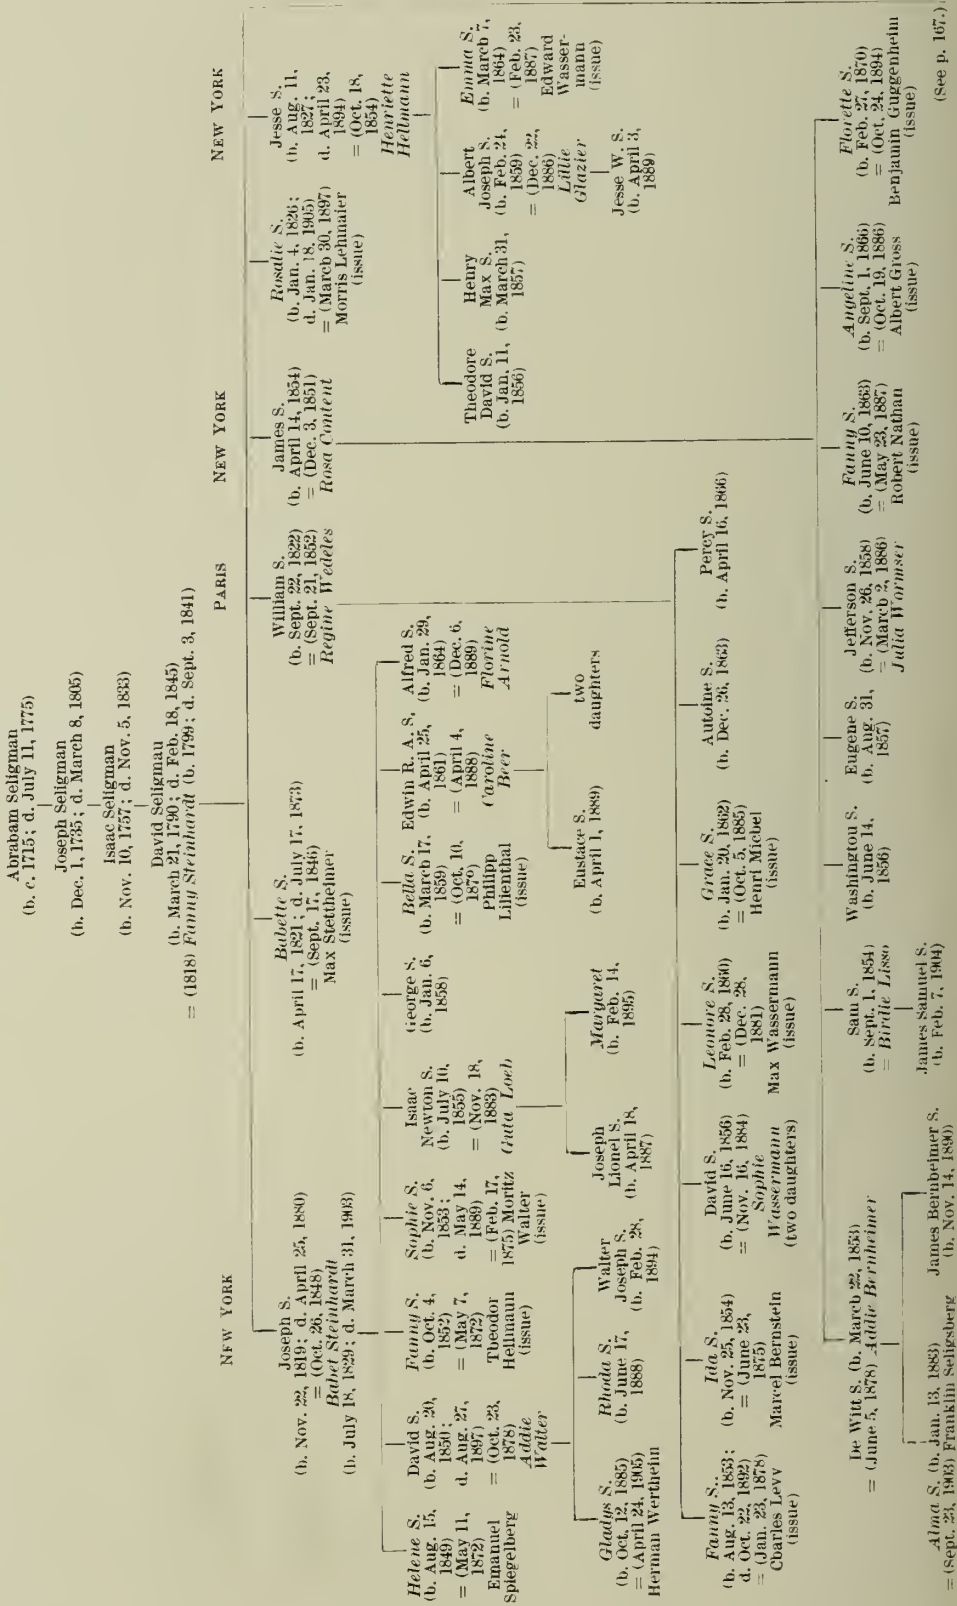 Abraham Seligman
(b. c. 1715; d. July 11, 1775)
Joseph Seligman
(b. Dec. 1, 1735; d. March 8, 1805)
Isaac Seligman
(b. Nov. 10, 1757; d. Nov. 5, 1833)
David Seligman
(b. March 21, 1790; d. Feb. 18, 1845)
= (1818) Fanny Steinhardt (b. 1799; d. Sept. 3, 1841)
NEW YORK
PARIS
NEW YORK
NEW YORK
Joseph S.
(b. Nov. 22, 1819; d. April 25, 1880)
= (Oct. 26, 1848)
Babet Steinhardt
(b. July 18, 1829; d. March 31, 1903)
Babette S.
(b. April 17, 1821; d. July 17, 1873)
= (Sept. 17, 1846)
Max Stettheimer
(issue)
William S.
(b. Sept. 22, 1822)
= (Sept. 21, 1852)
Regine Wedeles
James S.
(b. April 14, 1854)
= (Dec. 3, 1851)
Rosa Content
Rosalie S.
(b. Jan. 4, 1826;
d. Jan. 18, 1905)
= (March 30, 1897)
Morris Lehmaier
(issue)
Jesse S.
(b. Aug. 11,
1827;
d. April 23,
1894)
= (Oct. 18,
1854)
Henriette
Hellmann
Helene S.
(b. Aug. 15,
1849)
= (May 11,
1872)
Emanuel
Spiegelberg
David S.
(b. Aug. 20,
1850;
d. Aug. 27,
1897)
= (Oct. 23,
1878)
Addie
Walter
Fanny S.
(b. Oct. 4,
1852)
= (May 7,
1872)
Theodor
Hellmann
(issue)
Sophie S.
(b. Nov. 6,
1853;
d. May 14,
1889)
= (Feb. 17,
1875) Moritz
Walter
(issue)
Isaac
Newton S.
(b. July 10,
1855)
= (Nov. 18,
1883)
Guta Loeb
George S.
(b. Jan. 6,
1858)
Bella S.
(b. March 17,
1859)
= (Oct. 10,
1879)
Philipp
Lilienthal
(issue)
Edwin R. A. S.
(b. April 25,
1861)
= (April 4,
1888)
Caroline
Beer
Alfred S.
(b. Jan. 29,
1864)
= (Dec. 6,
1889)
Florine
Arnold
Theodore
David S.
(b. Jan. 11,
1856)
Henry
Max S.
(b. March 31,
1857)
Albert
Joseph S.
(b. Feb. 24,
1859)
= (Dec. 22,
1886)
Lillie
Glazier
Jesse W. S.
(b. April 3,
1889)
Emma S.
(b. March 7,
1864)
= (Feb. 23,
1887)
Edward
Wasser-
mann
(issue)
Gladys S.
(b. Oct. 12, 1885)
= (April 24, 1905)
Herman Wertheim
Rhoda S.
(b. June 17,
1888)
Walter
Joseph S.
(b. Feb. 28,
1894)
Joseph
Lionel S.
(b. April 18,
1887)
Margaret
(b. Feb. 14,
1895)
Eustace S.
(b. April 1, 1889)
two
daughters
Fanny S.
(b. Aug. 13, 1853;
d. Oct. 22, 1892)
= (Jan. 23, 1878)
Charles Levy
(issue)
Ida S.
(b. Nov. 25, 1854)
= (June 23,
1875)
Marcel Bernstein
(issue)
David S.
(b. June 16, 1856)
= (Nov. 16, 1884)
Sophie
Wassermann
(two daughters)
Leonore S.
(b. Feb. 28, 1860)
= (Dec. 28,
1881)
Max Wassermann
(issue)
Grace S.
(b. Jan. 20, 1862)
= (Oct. 5, 1885)
Henri Michel
(issue)
Antoine S.
(b. Dec. 26, 1863)
Percy S.
(b. April 16, 1866)
De Witt S. (b. March 22, 1853)
= (June 5, 1878) Addie Bernheimer
Sam S.
(b. Sept. 1, 1854)
= Birdie Lisso
Washington S.
(b. June 14,
1856)
Eugene S.
(b. Aug. 31,
1857)
Jefferson S.
(b. Nov. 26, 1858)
= (March 2, 1886)
Julia Wormser
Fanny S.
(b. June 10, 1863)
= (May 23, 1887)
Robert Nathan
(issue)
Angeline S.
(b. Sept. 1, 1866)
= (Oct. 19, 1886)
Albert Gross
(issue)
Florette S.
(b. Feb. 27, 1870)
= (Oct. 24, 1894)
Benjamin Guggenheim
(issue)
Alma S. (b. Jan. 13, 1883)
= (Sept. 23, 1903) Franklin Seligsberg
James Bernheimer S.
(b. Nov. 14, 1890)
James Samuel S.
(b. Feb. 7, 1904)
(See p. 167.)